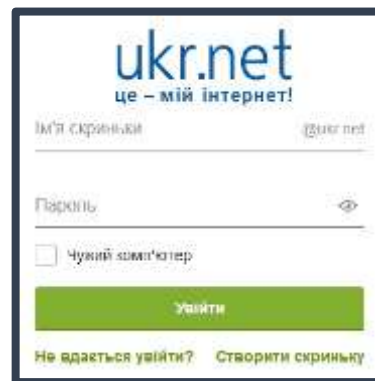 ukr.net
це – мій інтернет!
Ім'я скриньки @ukr.net
Пароль
Чужий комп'ютер
Увійти
Не вдається увійти? Створити скриньку